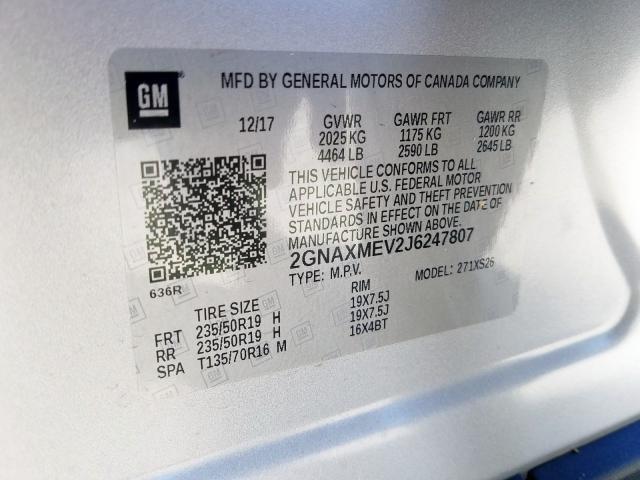 GM
MFD BY GENERAL MOTORS OF CANADA COMPANY
12/17 GVWR GAWR FRT GAWR RR
2025 KG 1175 KG 1200 KG
4464 LB 2590 LB 2645 LB
THIS VEHICLE CONFORMS TO ALL
APPLICABLE U.S. FEDERAL MOTOR
VEHICLE SAFETY AND THEFT PREVENTION
STANDARDS IN EFFECT ON THE DATE OF
MANUFACTURE SHOWN ABOVE.
2GNAXMEV2J6247807
TYPE: M.P.V. MODEL: 271XS26
636R
TIRE SIZE RIM
FRT 235/50R19 H 19X7.5J
RR 235/50R19 H 19X7.5J
SPA T135/70R16 M 16X4BT